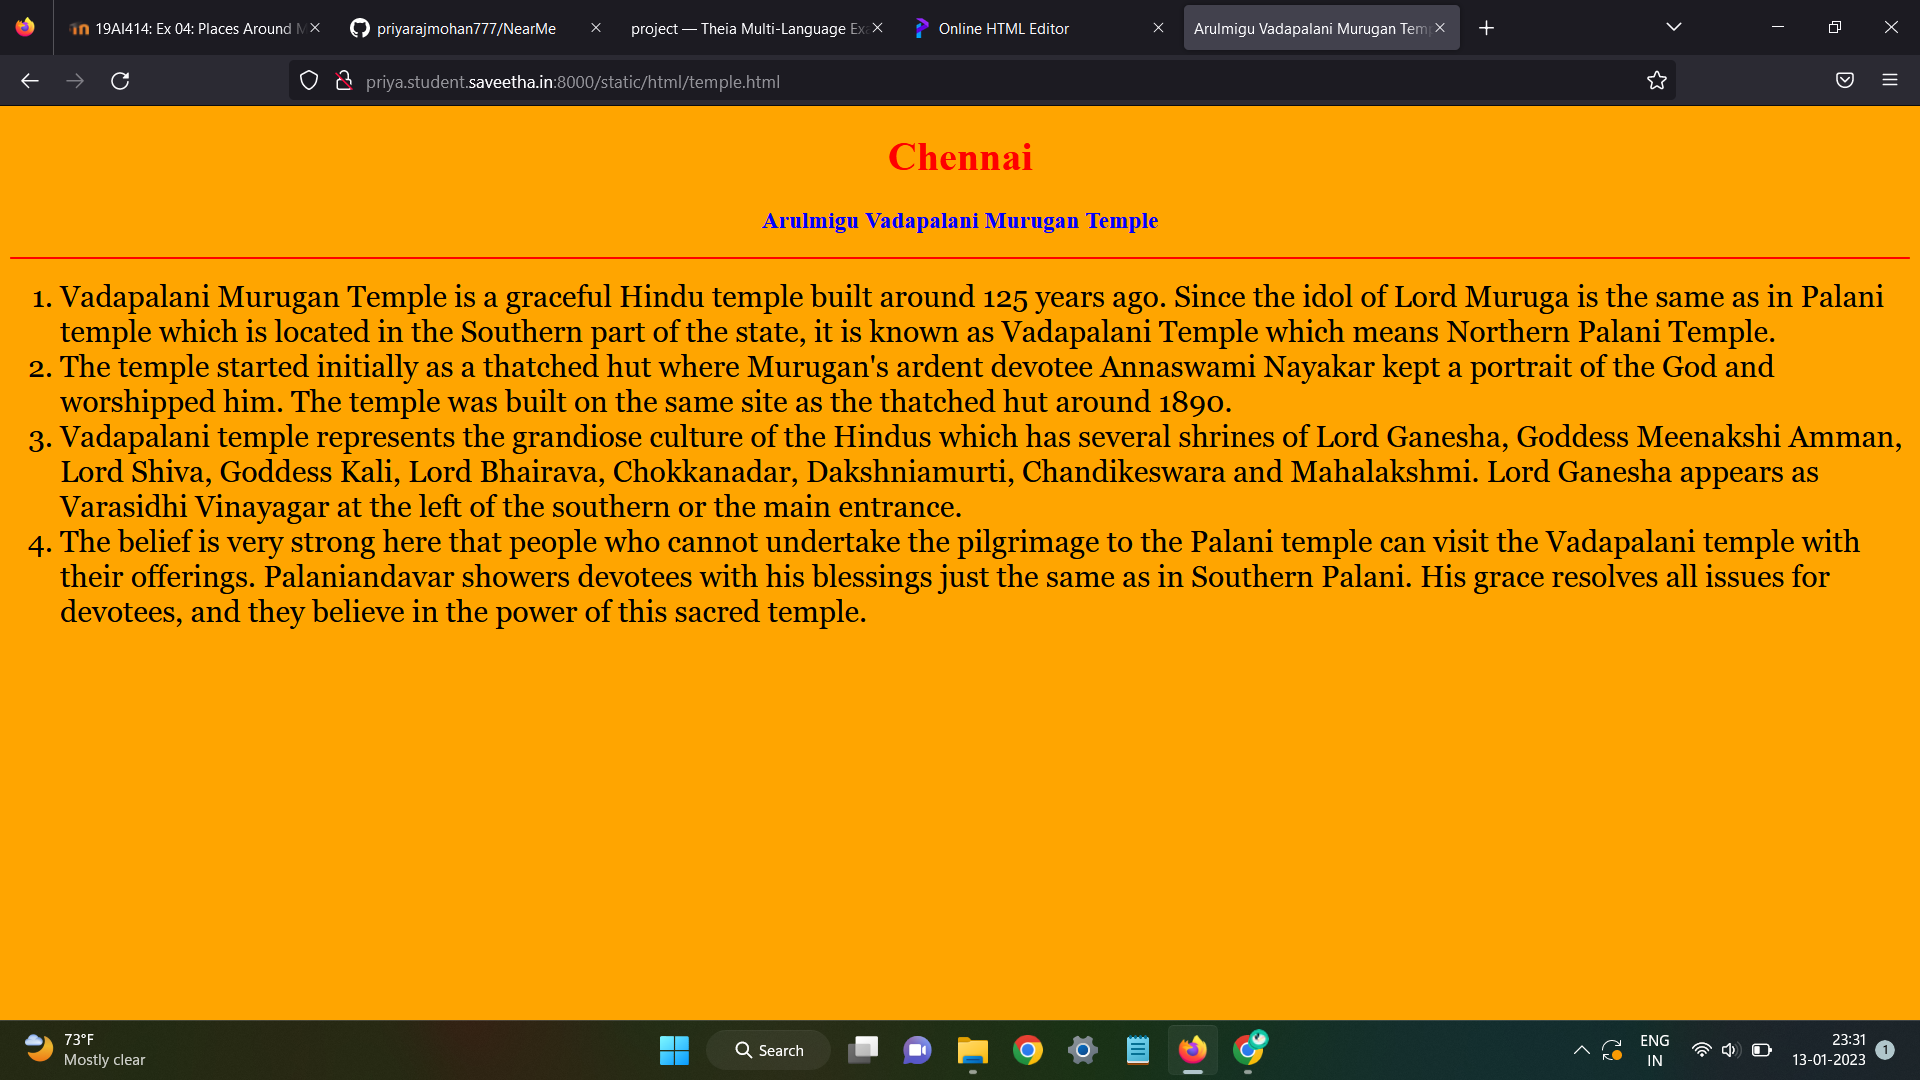 19AI414: Ex 04: Places Around M
priyarajmohan777/NearMe
project — Theia Multi-Language Exa
Online HTML Editor
Arulmigu Vadapalani Murugan Temp
priya.student.saveetha.in:8000/static/html/temple.html
Chennai
Arulmigu Vadapalani Murugan Temple
1. Vadapalani Murugan Temple is a graceful Hindu temple built around 125 years ago. Since the idol of Lord Muruga is the same as in Palani
temple which is located in the Southern part of the state, it is known as Vadapalani Temple which means Northern Palani Temple.
2. The temple started initially as a thatched hut where Murugan's ardent devotee Annaswami Nayakar kept a portrait of the God and
worshipped him. The temple was built on the same site as the thatched hut around 1890.
3. Vadapalani temple represents the grandiose culture of the Hindus which has several shrines of Lord Ganesha, Goddess Meenakshi Amman,
Lord Shiva, Goddess Kali, Lord Bhairava, Chokkanadar, Dakshniamurti, Chandikeswara and Mahalakshmi. Lord Ganesha appears as
Varasidhi Vinayagar at the left of the southern or the main entrance.
4. The belief is very strong here that people who cannot undertake the pilgrimage to the Palani temple can visit the Vadapalani temple with
their offerings. Palaniandavar showers devotees with his blessings just the same as in Southern Palani. His grace resolves all issues for
devotees, and they believe in the power of this sacred temple.
73°F
Mostly clear
Search
ENG
IN
23:31
13-01-2023
1